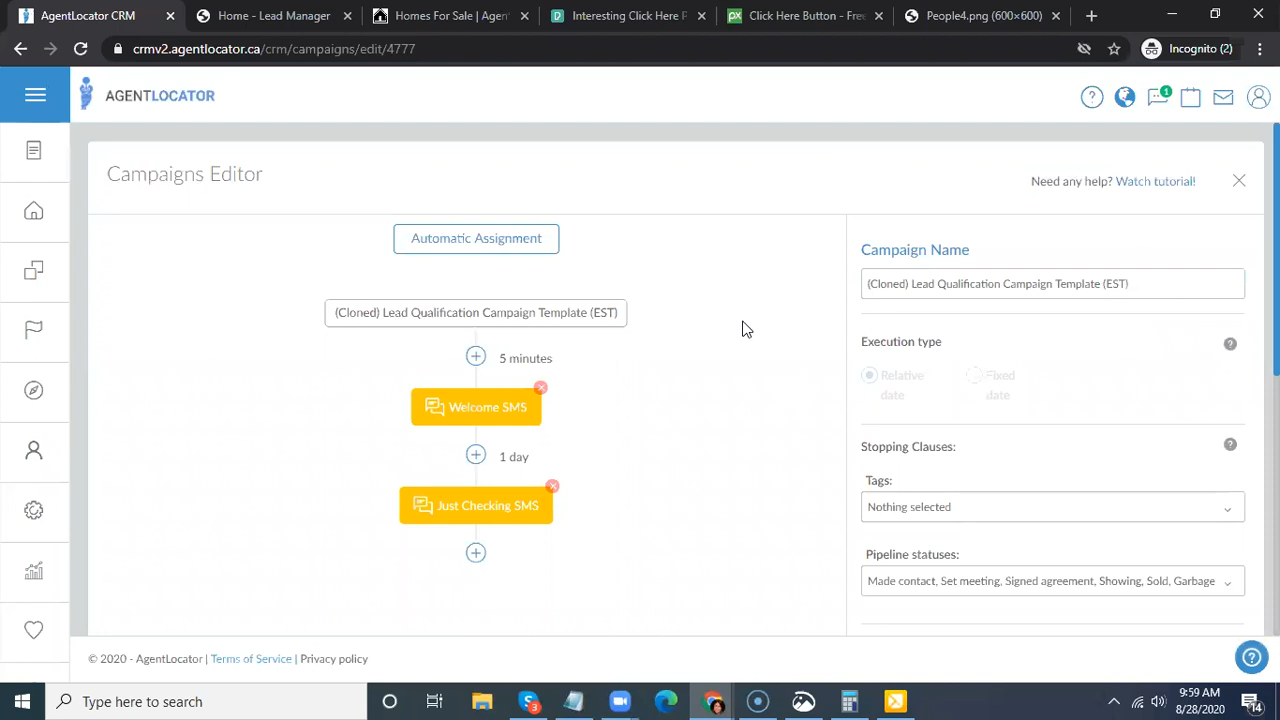 AgentLocator CRM
Home - Lead Manager
Homes For Sale | Agen
Interesting Click Here P
Click Here Button - Free
People4.png (600×600)
crmv2.agentlocator.ca/crm/campaigns/edit/4777
Incognito (2)
AGENTLOCATOR
1
Campaigns Editor
Need any help? Watch tutorial!
Automatic Assignment
Campaign Name
(Cloned) Lead Qualification Campaign Template (EST)
(Cloned) Lead Qualification Campaign Template (EST)
Execution type
5 minutes
Relative date
Fixed date
Welcome SMS
Stopping Clauses:
1 day
Tags:
Nothing selected
Just Checking SMS
Pipeline statuses:
Made contact, Set meeting, Signed agreement, Showing, Sold, Garbage
© 2020 - AgentLocator | Terms of Service | Privacy policy
Type here to search
3
9:59 AM
8/28/2020
14